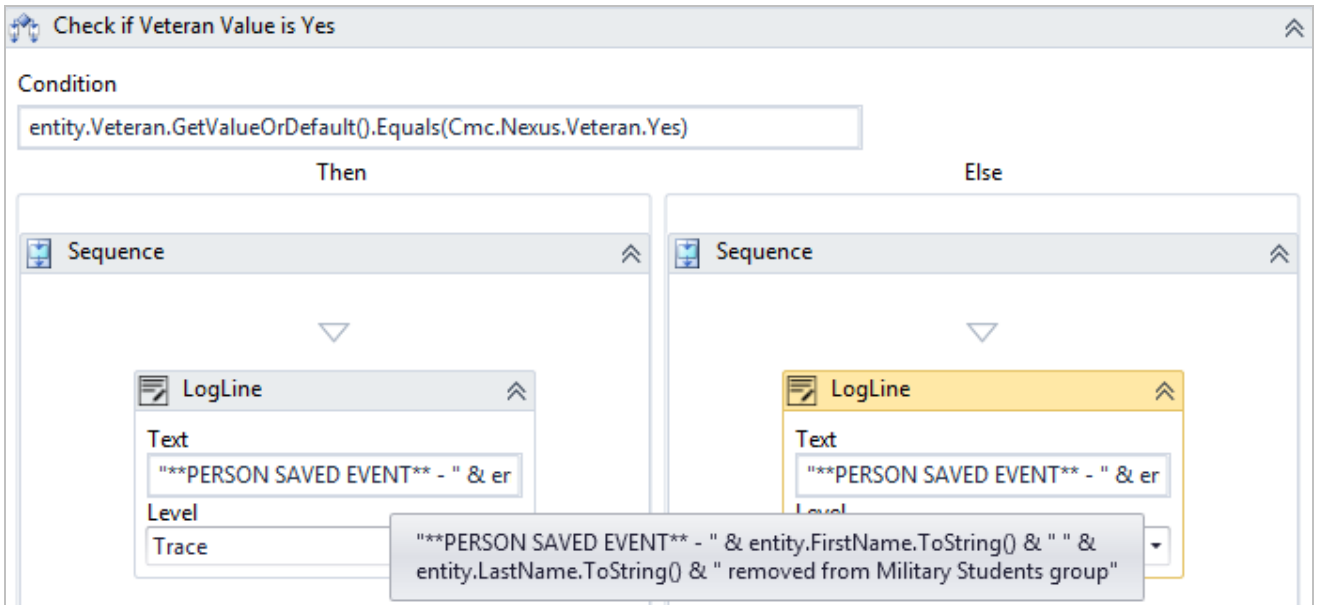 Check if Veteran Value is Yes
Condition
entity.Veteran.GetValueOrDefault().Equals(Cmc.Nexus.Veteran.Yes)
Then
Else
Sequence
Sequence
LogLine
LogLine
Text
Text
"**PERSON SAVED EVENT** - " & er
"**PERSON SAVED EVENT** - " & er
Level
Level
Trace
"**PERSON SAVED EVENT** - " & entity.FirstName.ToString() & " " &
entity.LastName.ToString() & " removed from Military Students group"